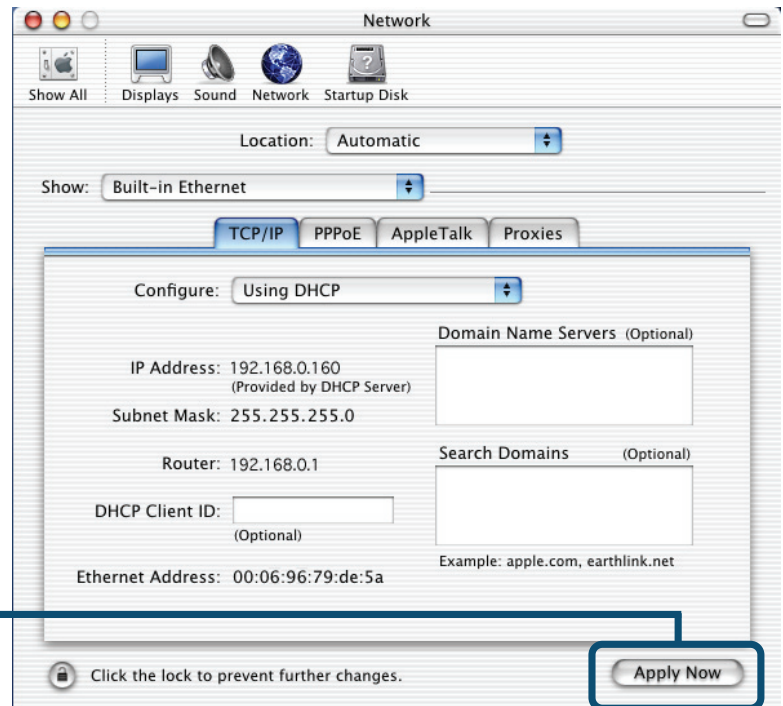 Network
Show All Displays Sound Network Startup Disk
Location: Automatic
Show: Built-in Ethernet
TCP/IP PPPoE AppleTalk Proxies
Configure: Using DHCP
Domain Name Servers (Optional)
IP Address: 192.168.0.160
(Provided by DHCP Server)
Subnet Mask: 255.255.255.0
Router: 192.168.0.1
Search Domains (Optional)
DHCP Client ID:
(Optional)
Example: apple.com, earthlink.net
Ethernet Address: 00:06:96:79:de:5a
Click the lock to prevent further changes.
Apply Now